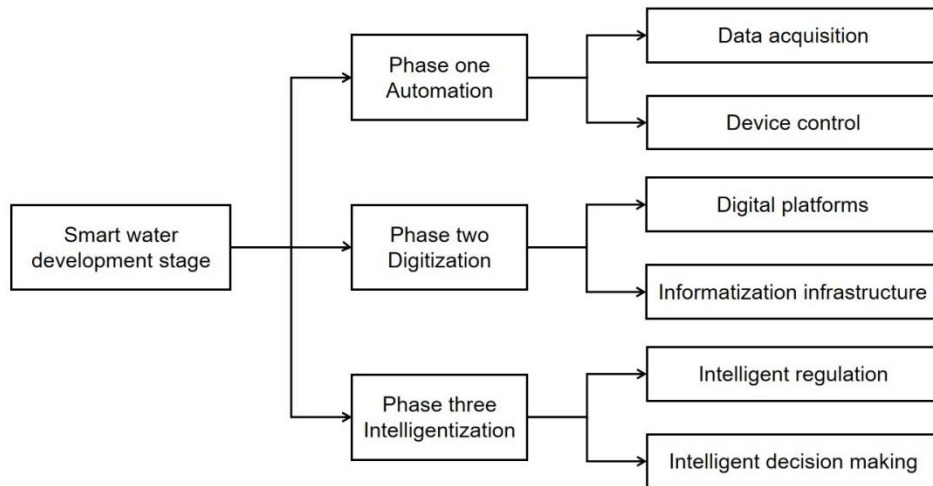 Smart water
development stage
Phase one
Automation
Data acquisition
Device control
Phase two
Digitization
Digital platforms
Informatization infrastructure
Phase three
Intelligentization
Intelligent regulation
Intelligent decision making